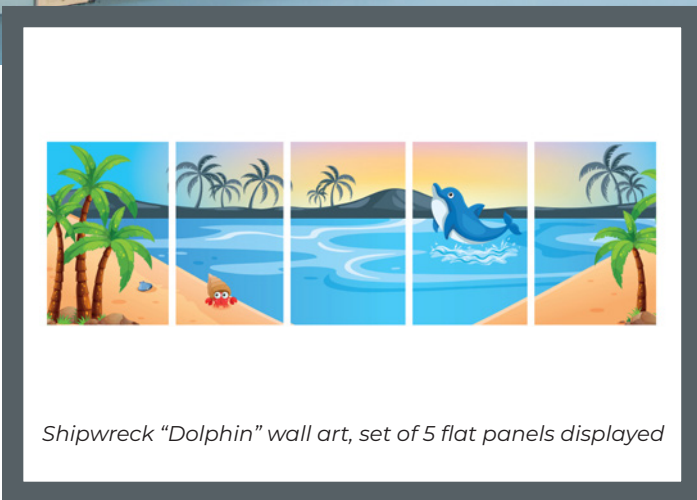 Shipwreck “Dolphin” wall art, set of 5 flat panels displayed